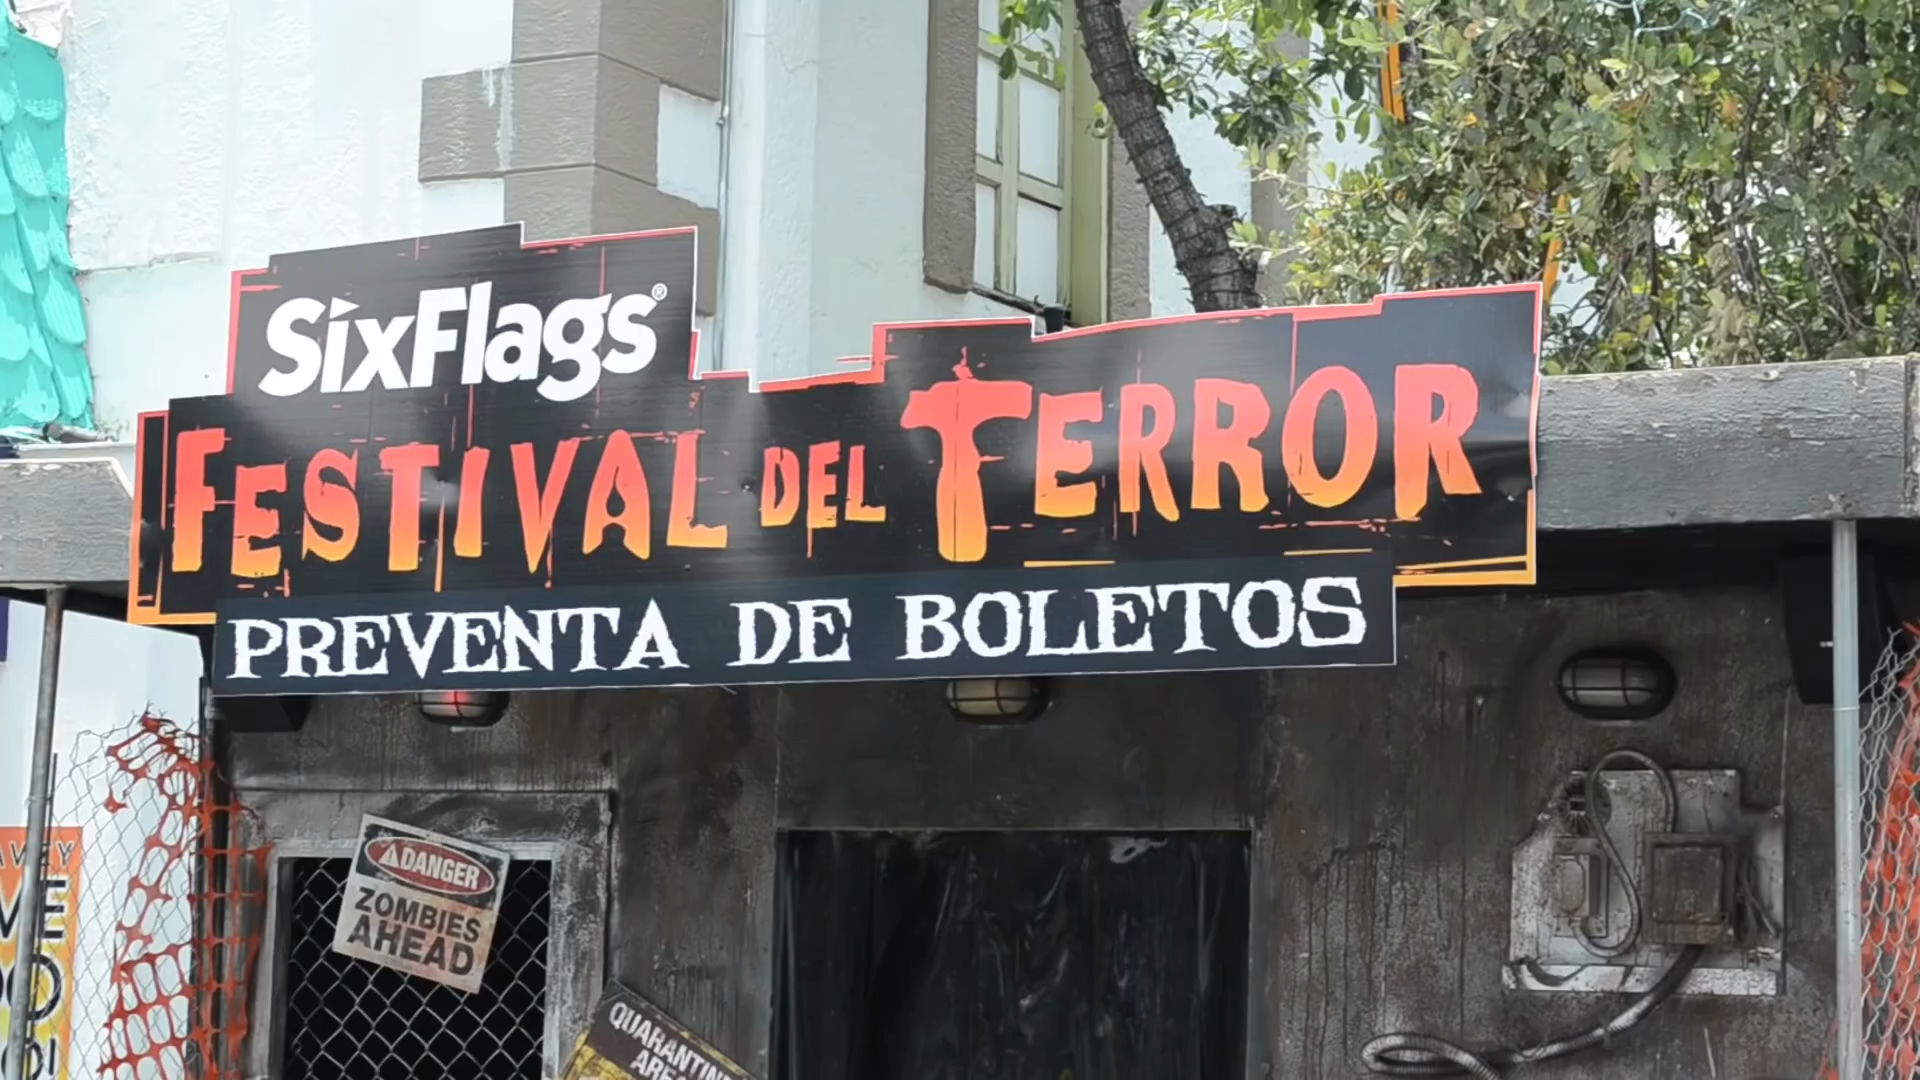 SixFlags®
FESTIVAL DEL TERROR
PREVENTA DE BOLETOS
DANGER
ZOMBIES
AHEAD
QUARANTINE